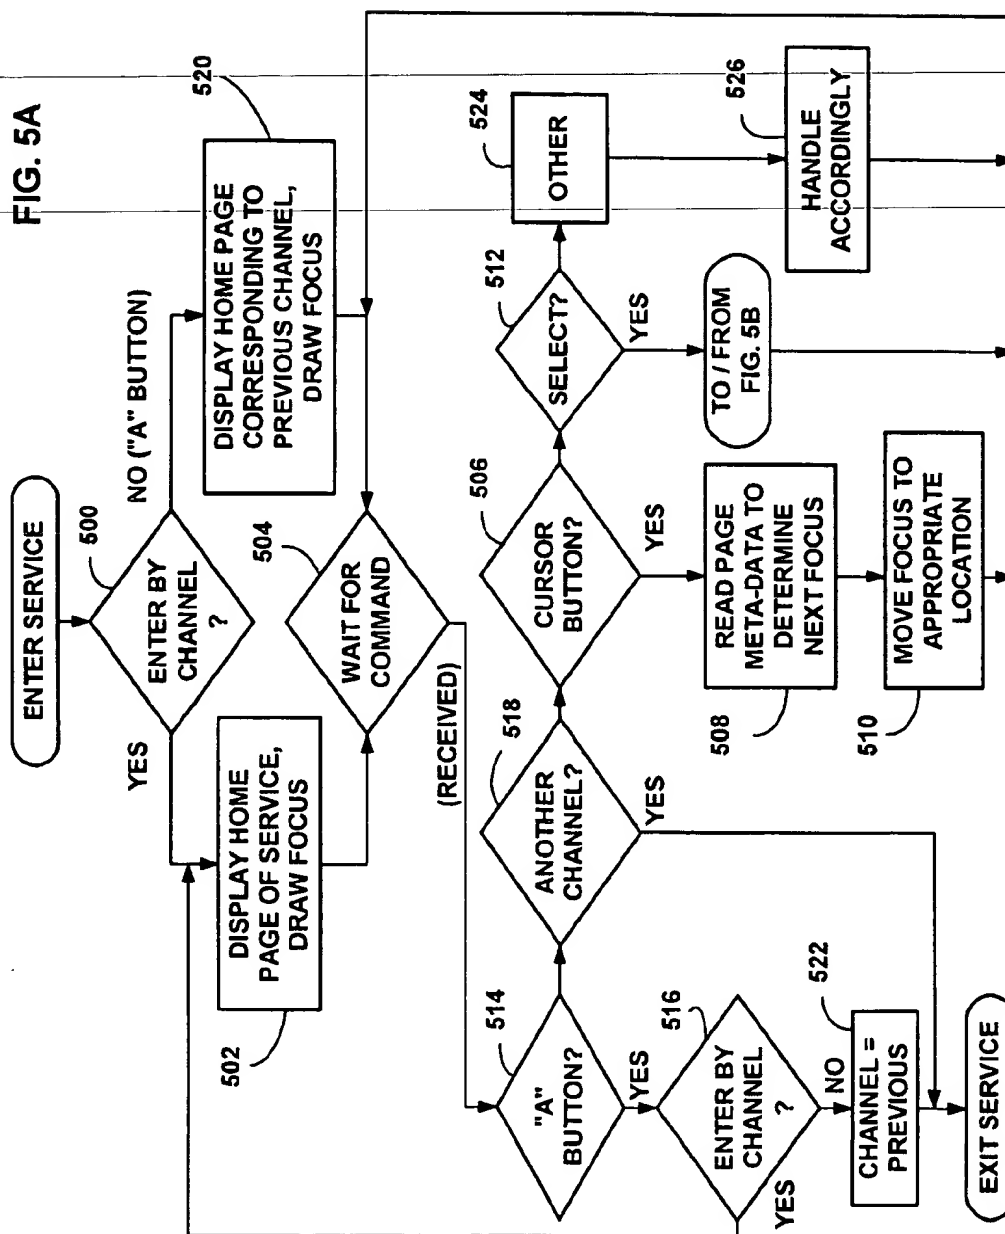 FIG. 5A
ENTER SERVICE
500
ENTER BY
CHANNEL
?
YES
NO ("A" BUTTON)
DISPLAY HOME
PAGE OF SERVICE,
DRAW FOCUS
502
520
DISPLAY HOME PAGE
CORRESPONDING TO
PREVIOUS CHANNEL,
DRAW FOCUS
504
WAIT FOR
COMMAND
(RECEIVED)
514
"A"
BUTTON?
YES
518
ANOTHER
CHANNEL?
YES
506
CURSOR
BUTTON?
YES
512
SELECT?
YES
524
OTHER
516
ENTER BY
CHANNEL
?
YES
NO
522
CHANNEL =
PREVIOUS
EXIT SERVICE
READ PAGE
META-DATA TO
DETERMINE
NEXT FOCUS
508
MOVE FOCUS TO
APPROPRIATE
LOCATION
510
TO / FROM
FIG. 5B
526
HANDLE
ACCORDINGLY